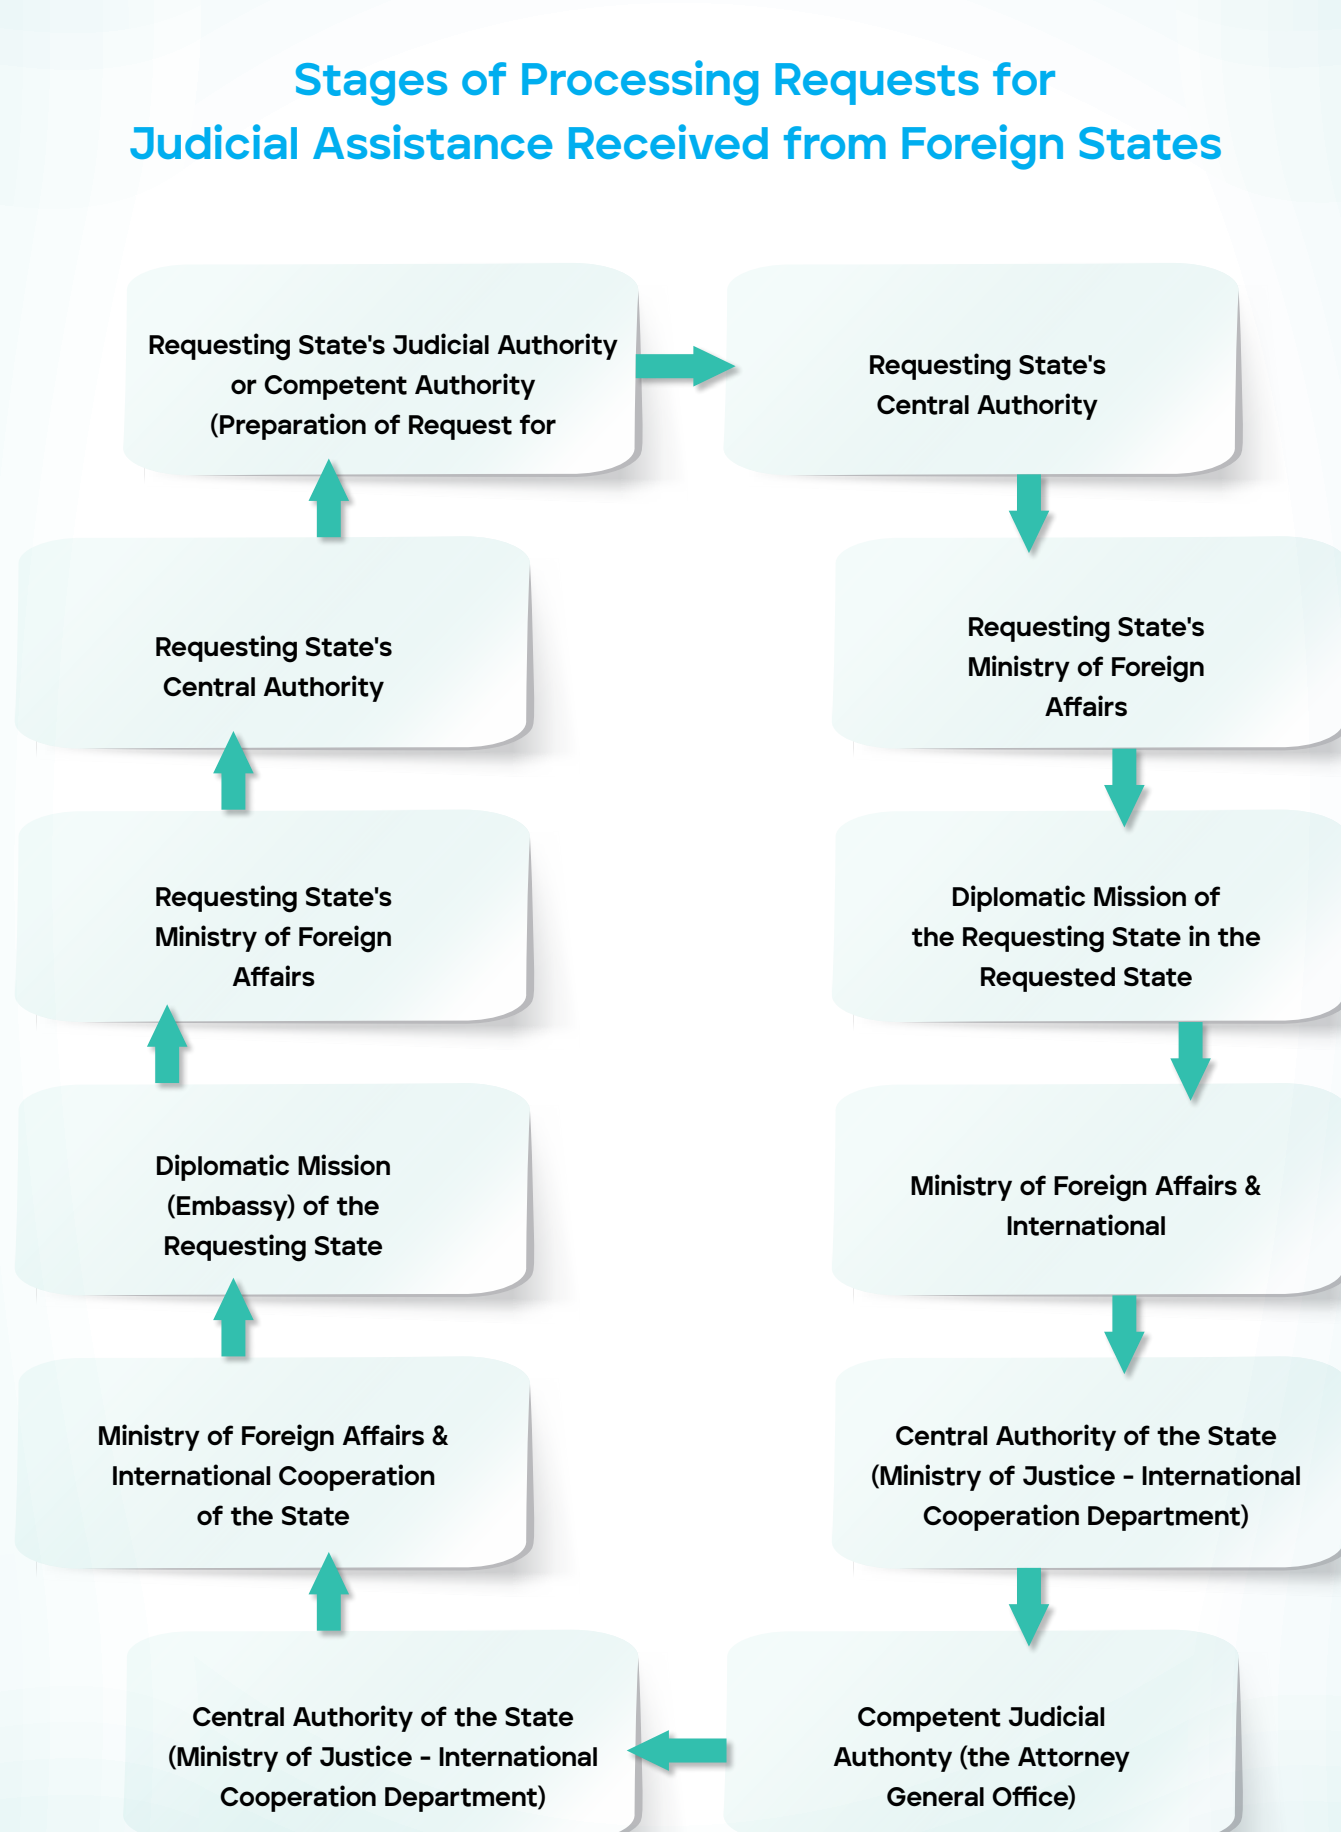 Stages of Processing Requests for
Judicial Assistance Received from Foreign States
Requesting State's Judicial Authority
or Competent Authority
(Preparation of Request for
Requesting State's
Central Authority
Requesting State's
Ministry of Foreign
Affairs
Diplomatic Mission of
the Requesting State in the
Requested State
Ministry of Foreign Affairs &
International
Central Authority of the State
(Ministry of Justice - International
Cooperation Department)
Competent Judicial
Authonty (the Attorney
General Office)
Central Authority of the State
(Ministry of Justice - International
Cooperation Department)
Ministry of Foreign Affairs &
International Cooperation
of the State
Diplomatic Mission
(Embassy) of the
Requesting State
Requesting State's
Ministry of Foreign
Affairs
Requesting State's
Central Authority